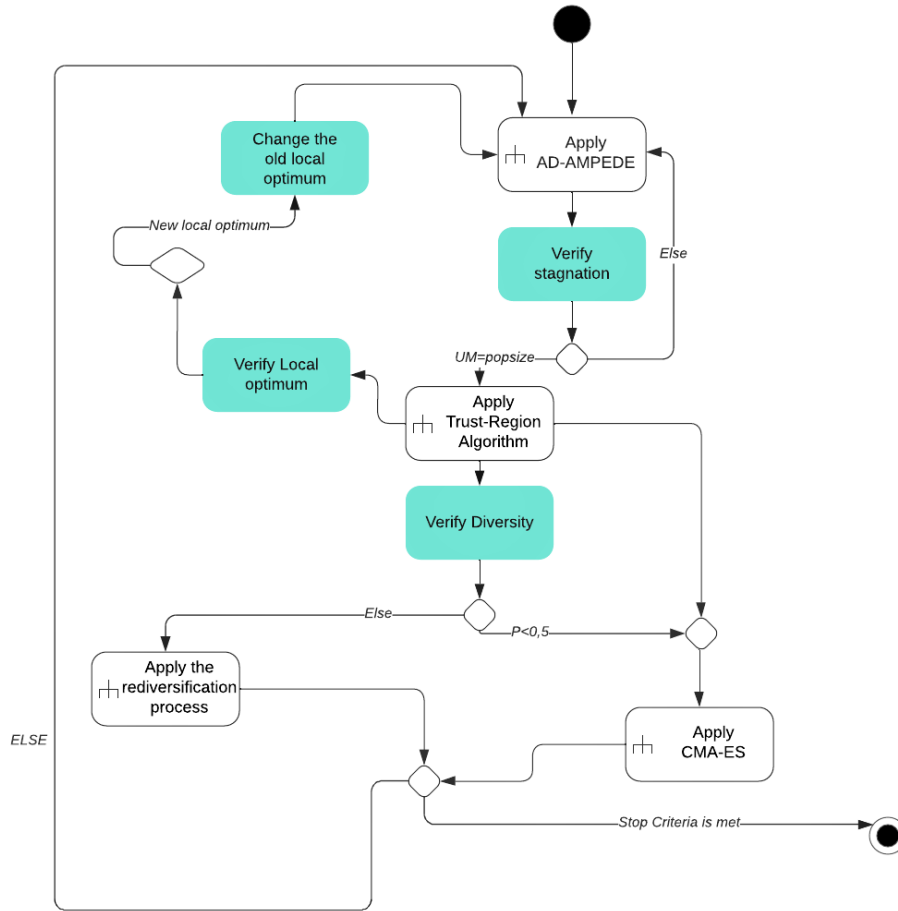 Change the
old local
optimum
Apply
AD-AMPEDE
New local optimum
Verify
stagnation
Else
UM=popsize
Verify Local
optimum
Apply
Trust-Region
Algorithm
Verify Diversity
Else
P<0,5
Apply the
rediversification
process
ELSE
Apply
CMA-ES
Stop Criteria is met